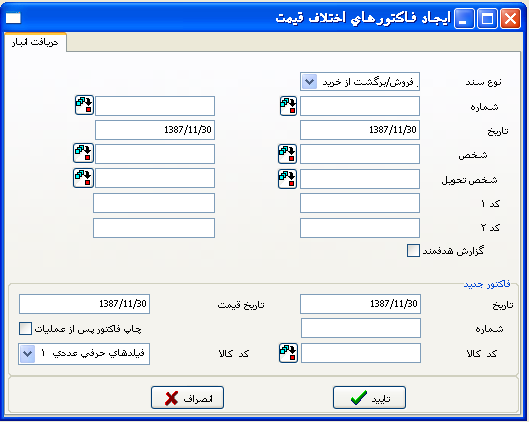 ايجاد فاكتورهاي اختلاف قيمت
دريافت انبار
نوع سند فروش/برگشت از خريد
شماره
تاريخ 1387/11/30 1387/11/30
شخص
شخص تحويل
كد ١
كد ٢
گزارش هدفمند
فاكتور جديد
تاريخ 1387/11/30 تاريخ قيمت 1387/11/30
شماره چاپ فاكتور پس از عمليات
كد كالا كد كالا فيلدهاي حرفي عددي ١
تاييد انصراف